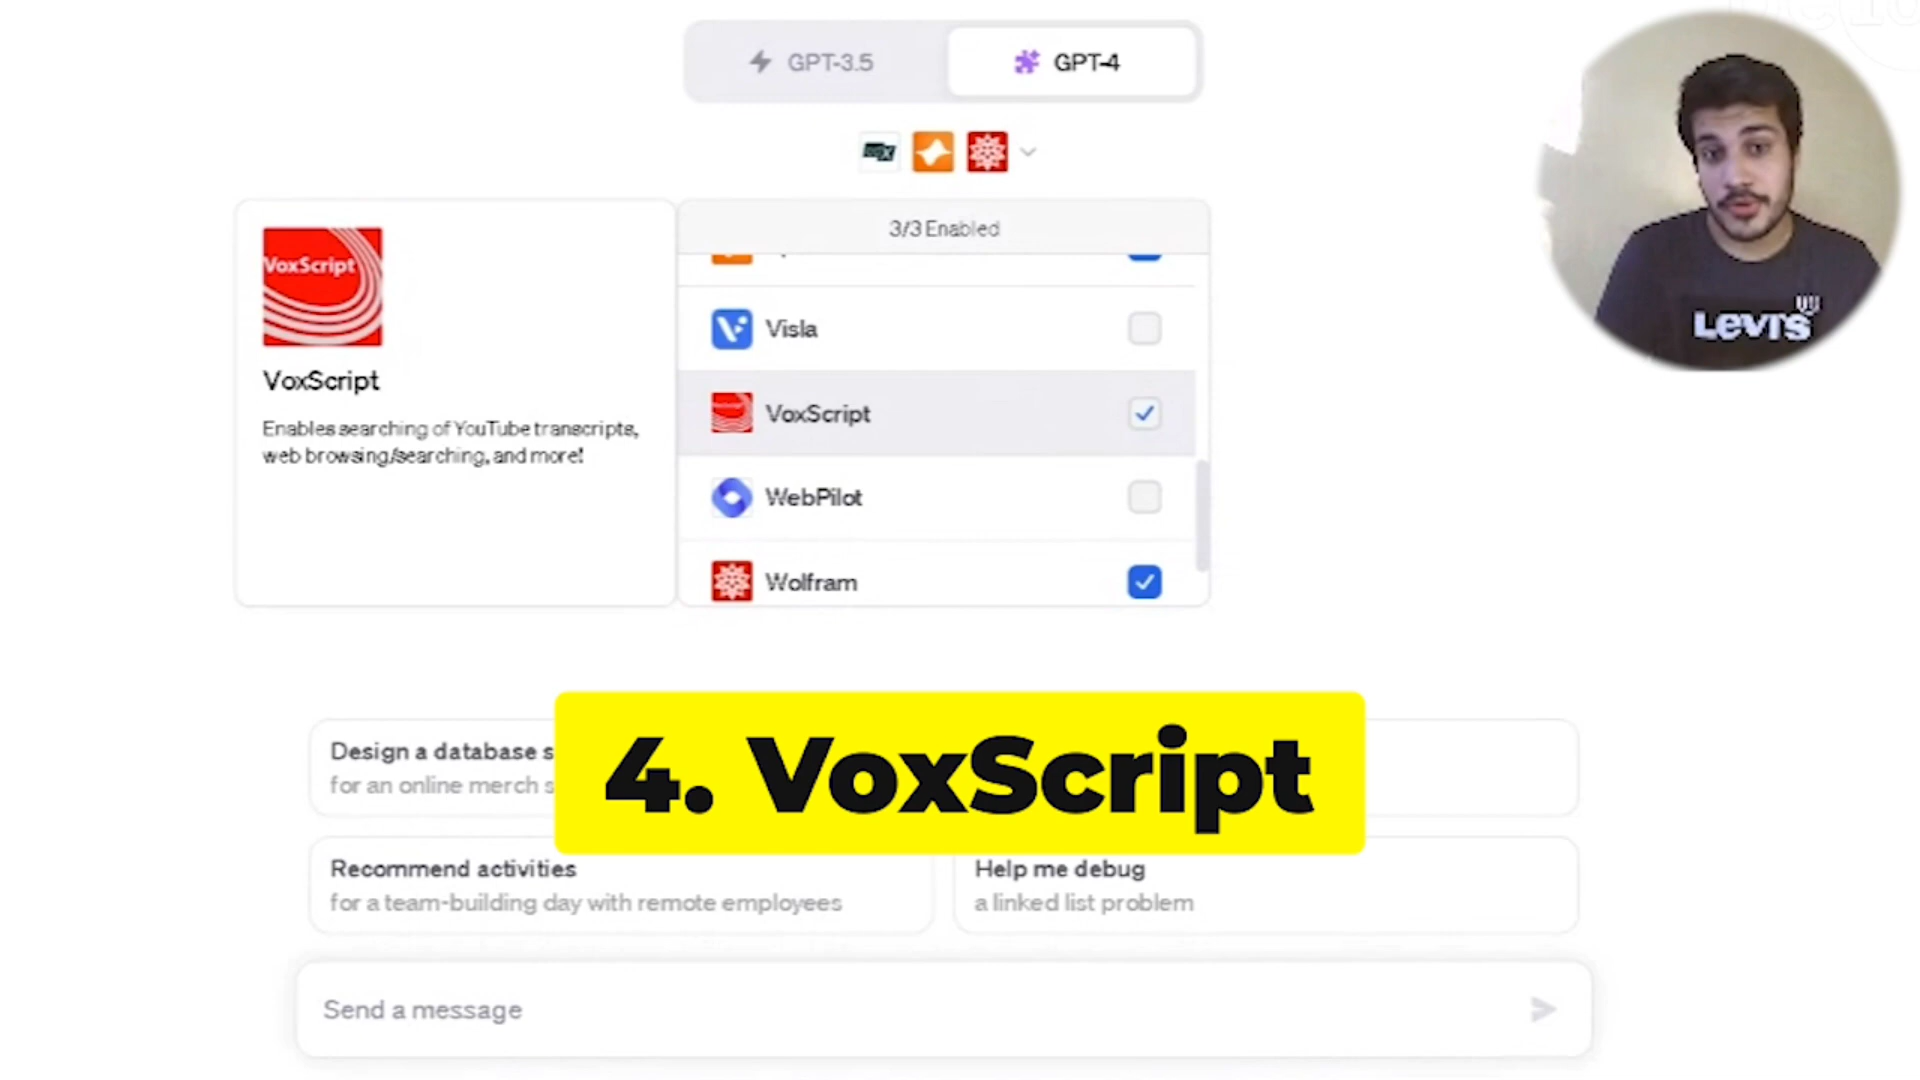 GPT-3.5
GPT-4
3/3 Enabled
VoxScript
VoxScript
Enables searching of YouTube transcripts,
web browsing/searching, and more!
Visla
VoxScript
WebPilot
Wolfram
LEVI'S
4. VoxScript
Design a database s
for an online merch s
Recommend activities
for a team-building day with remote employees
Help me debug
a linked list problem
Send a message